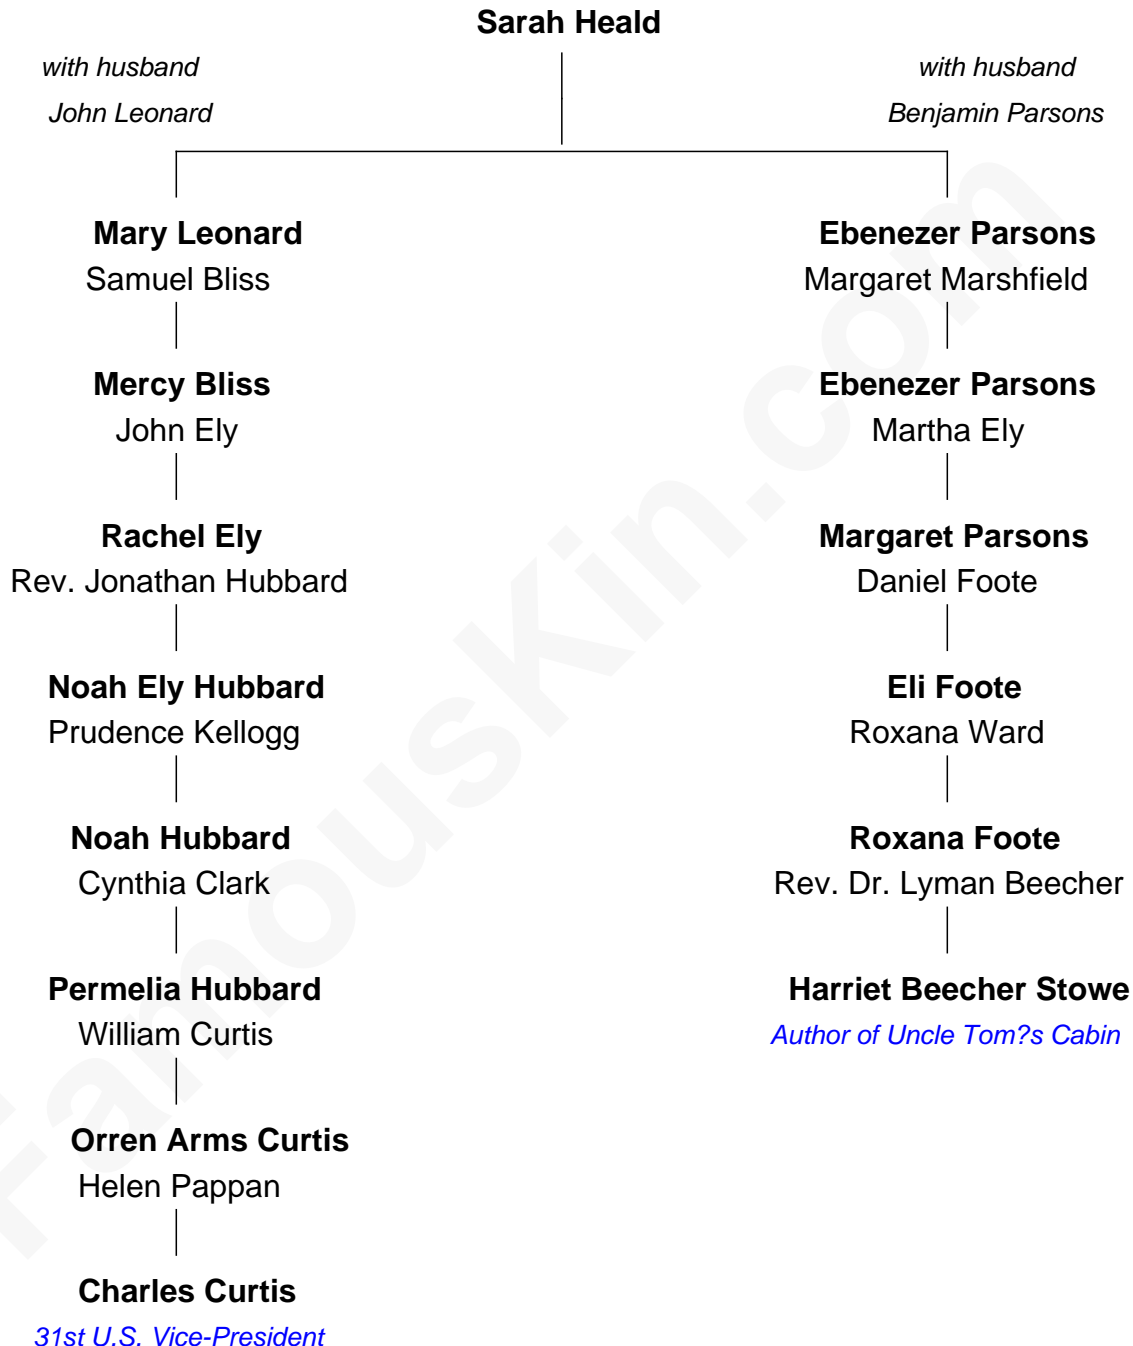 Sarah Heald
with husband
John Leonard
with husband
Benjamin Parsons
Mary Leonard
Samuel Bliss
Mercy Bliss
John Ely
Rachel Ely
Rev. Jonathan Hubbard
Noah Ely Hubbard
Prudence Kellogg
Noah Hubbard
Cynthia Clark
Permelia Hubbard
William Curtis
Orren Arms Curtis
Helen Pappan
Charles Curtis
31st U.S. Vice-President
Ebenezer Parsons
Margaret Marshfield
Ebenezer Parsons
Martha Ely
Margaret Parsons
Daniel Foote
Eli Foote
Roxana Ward
Roxana Foote
Rev. Dr. Lyman Beecher
Harriet Beecher Stowe
Author of Uncle Tom?s Cabin
FamousKin.com